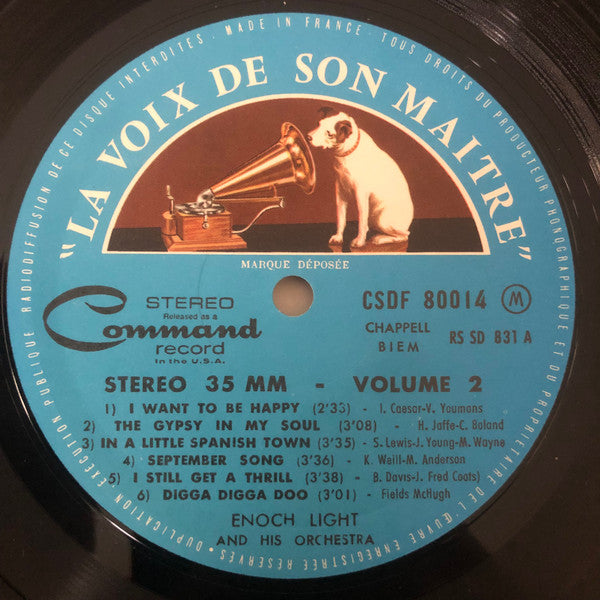 MADE IN FRANCE · TOUS DROITS DU PRODUCTEUR PHONOGRAPHIQUE ET DU PROPRIÉTAIRE DE L'ŒUVRE ENREGISTRÉE RÉSERVÉS · DUPLICATION · EXÉCUTION PUBLIQUE · RADIODIFFUSION DE CE DISQUE INTERDITES ·
"LA VOIX DE SON MAITRE"
MARQUE DÉPOSÉE
STEREO
Released as a
Command
record
In the U.S.A.
CSDF 80014 M
CHAPPELL
BIEM
RS SD 831 A
STEREO 35 MM - VOLUME 2
1) I WANT TO BE HAPPY (2'33) - I. Caesar-V. Youmans
2) THE GYPSY IN MY SOUL (3'08) - H. Jaffe-C. Boland
3) IN A LITTLE SPANISH TOWN (3'35) - S. Lewis-J. Young-M. Wayne
4) SEPTEMBER SONG (3'36) - K. Weill-M. Anderson
5) I STILL GET A THRILL (3'38) - B. Davis-J. Fred Coats)
6) DIGGA DIGGA DOO (3'01) - Fields McHugh
ENOCH LIGHT
AND HIS ORCHESTRA